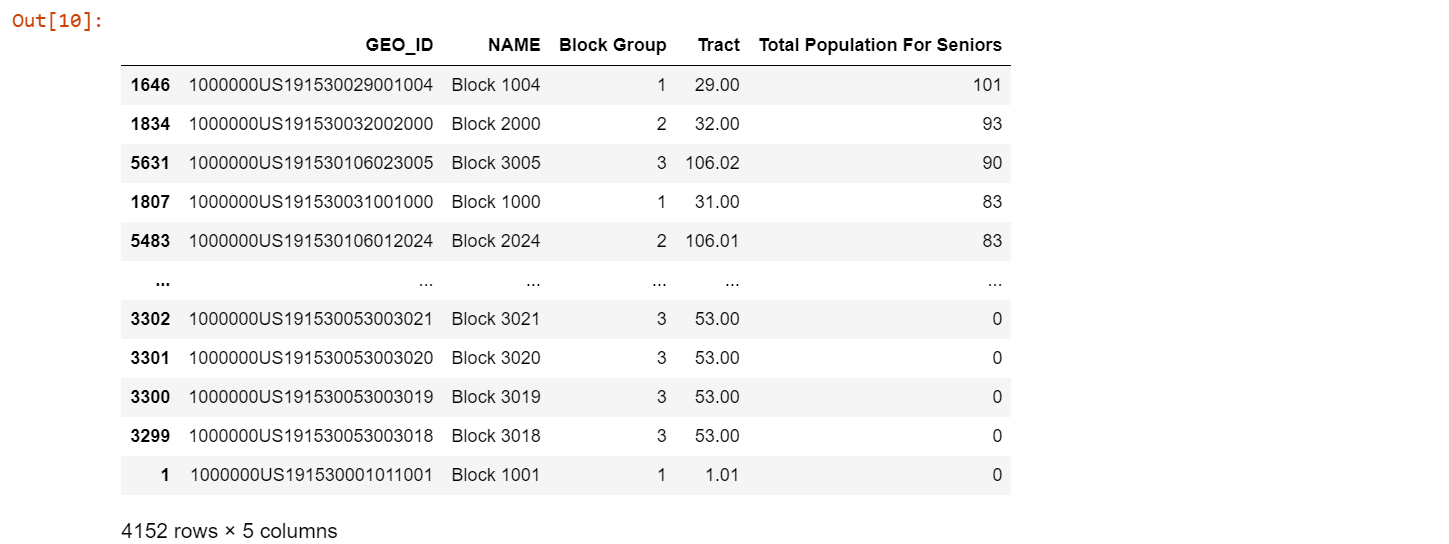 Out[10]:
GEO_ID NAME Block Group Tract Total Population For Seniors
1646 1000000US191530029001004 Block 1004 1 29.00 101
1834 1000000US191530032002000 Block 2000 2 32.00 93
5631 1000000US191530106023005 Block 3005 3 106.02 90
1807 1000000US191530031001000 Block 1000 1 31.00 83
5483 1000000US191530106012024 Block 2024 2 106.01 83
... ... ... ... ... ...
3302 1000000US191530053003021 Block 3021 3 53.00 0
3301 1000000US191530053003020 Block 3020 3 53.00 0
3300 1000000US191530053003019 Block 3019 3 53.00 0
3299 1000000US191530053003018 Block 3018 3 53.00 0
1 1000000US191530001011001 Block 1001 1 1.01 0
4152 rows × 5 columns